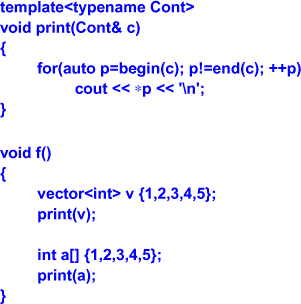 template<typename Cont>
void print(Cont& c)
{
for(auto p=begin(c); p!=end(c); ++p)
cout << *p << '\n';
}
void f()
{
vector<int> v {1,2,3,4,5};
print(v);
int a[] {1,2,3,4,5};
print(a);
}